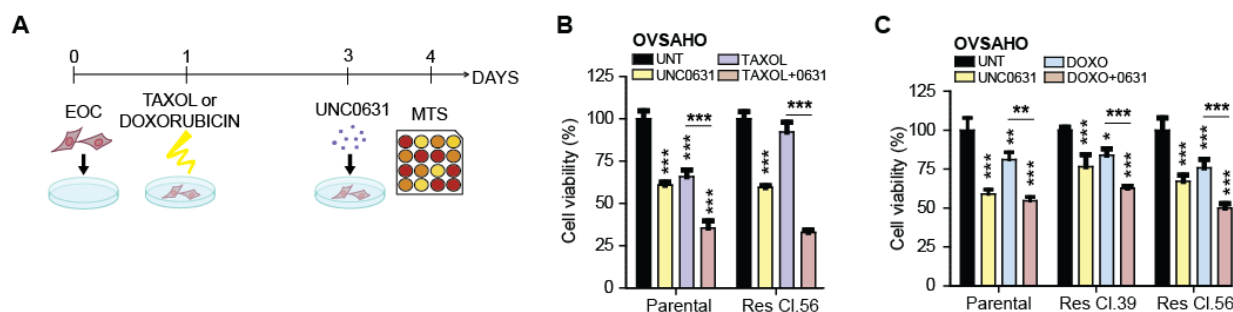 A
0 1 3 4
DAYS
EOC
TAXOL or
DOXORUBICIN
UNC0631
MTS
B
OVSAHO
UNT TAXOL
UNC0631 TAXOL+0631
Cell viability (%)
125
100
75
50
25
0
***
***
***
***
***
***
Parental Res Cl.56
C
OVSAHO
UNT DOXO
UNC0631 DOXO+0631
Cell viability (%)
125
100
75
50
25
0
***
**
***
**
***
*
***
***
***
***
***
***
Parental Res Cl.39 Res Cl.56